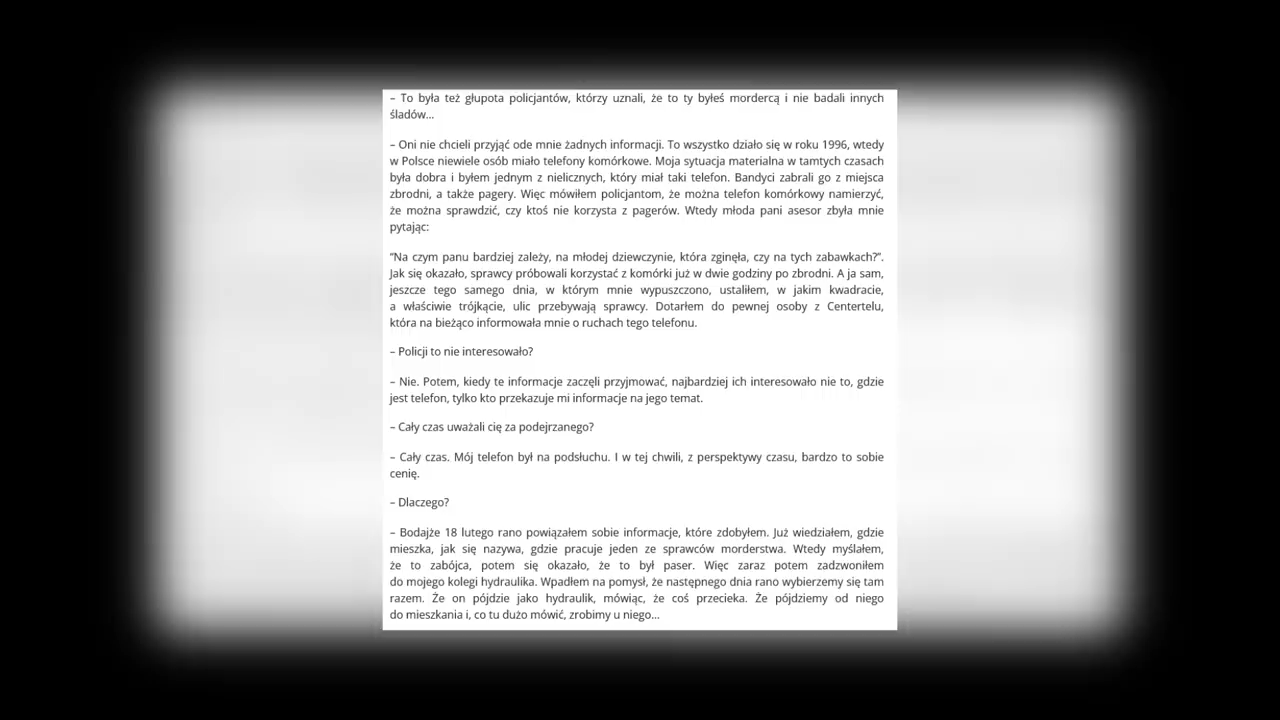 – To była też głupota policjantów, którzy uznali, że to ty byłeś mordercą i nie badali innych
śladów…
– Oni nie chcieli przyjąć ode mnie żadnych informacji. To wszystko działo się w roku 1996, wtedy
w Polsce niewiele osób miało telefony komórkowe. Moja sytuacja materialna w tamtych czasach
była dobra i byłem jednym z nielicznych, który miał taki telefon. Bandyci zabrali go z miejsca
zbrodni, a także pagery. Więc mówiłem policjantom, że można telefon komórkowy namierzyć,
że można sprawdzić, czy ktoś nie korzysta z pagerów. Wtedy młoda pani asesor zbyła mnie
pytając:
"Na czym panu bardziej zależy, na młodej dziewczynie, która zginęła, czy na tych zabawkach?".
Jak się okazało, sprawcy próbowali korzystać z komórki już w dwie godziny po zbrodni. A ja sam,
jeszcze tego samego dnia, w którym mnie wypuszczono, ustaliłem, w jakim kwadracie,
a właściwie trójkącie, ulic przebywają sprawcy. Dotarłem do pewnej osoby z Centertelu,
która na bieżąco informowała mnie o ruchach tego telefonu.
– Policji to nie interesowało?
– Nie. Potem, kiedy te informacje zaczęli przyjmować, najbardziej ich interesowało nie to, gdzie
jest telefon, tylko kto przekazuje mi informacje na jego temat.
– Cały czas uważali cię za podejrzanego?
– Cały czas. Mój telefon był na podsłuchu. I w tej chwili, z perspektywy czasu, bardzo to sobie
cenię.
– Dlaczego?
– Bodajże 18 lutego rano powiązałem sobie informacje, które zdobyłem. Już wiedziałem, gdzie
mieszka, jak się nazywa, gdzie pracuje jeden ze sprawców morderstwa. Wtedy myślałem,
że to zabójca, potem się okazało, że to był paser. Więc zaraz potem zadzwoniłem
do mojego kolegi hydraulika. Wpadłem na pomysł, że następnego dnia rano wybierzemy się tam
razem. Że on pójdzie jako hydraulik, mówiąc, że coś przecieka. Że pójdziemy od niego
do mieszkania i, co tu dużo mówić, zrobimy u niego…